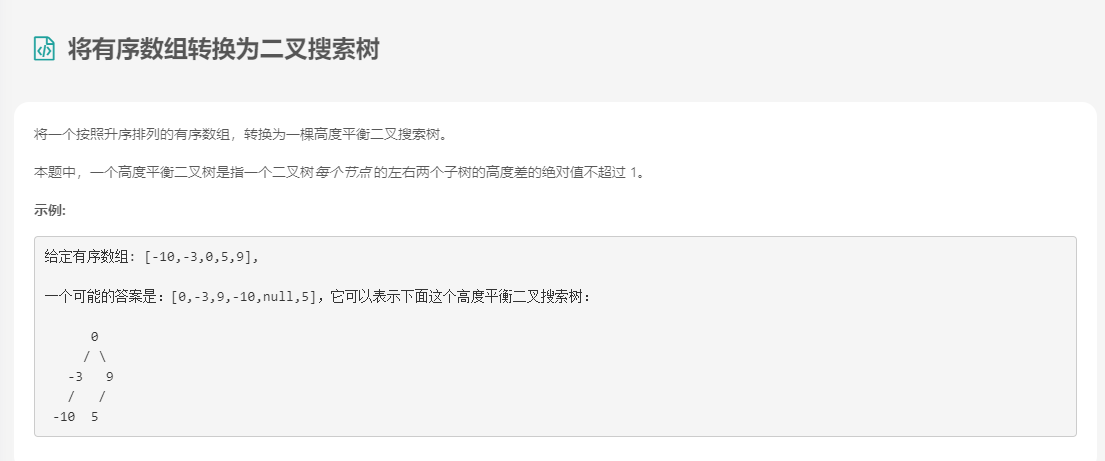 将有序数组转换为二叉搜索树
将一个按照升序排列的有序数组，转换为一棵高度平衡二叉搜索树。
本题中，一个高度平衡二叉树是指一个二叉树每个节点 的左右两个子树的高度差的绝对值不超过 1。
示例:
给定有序数组: [-10,-3,0,5,9],
一个可能的答案是：[0,-3,9,-10,null,5]，它可以表示下面这个高度平衡二叉搜索树：
      0
     / \
   -3   9
   /   /
 -10  5